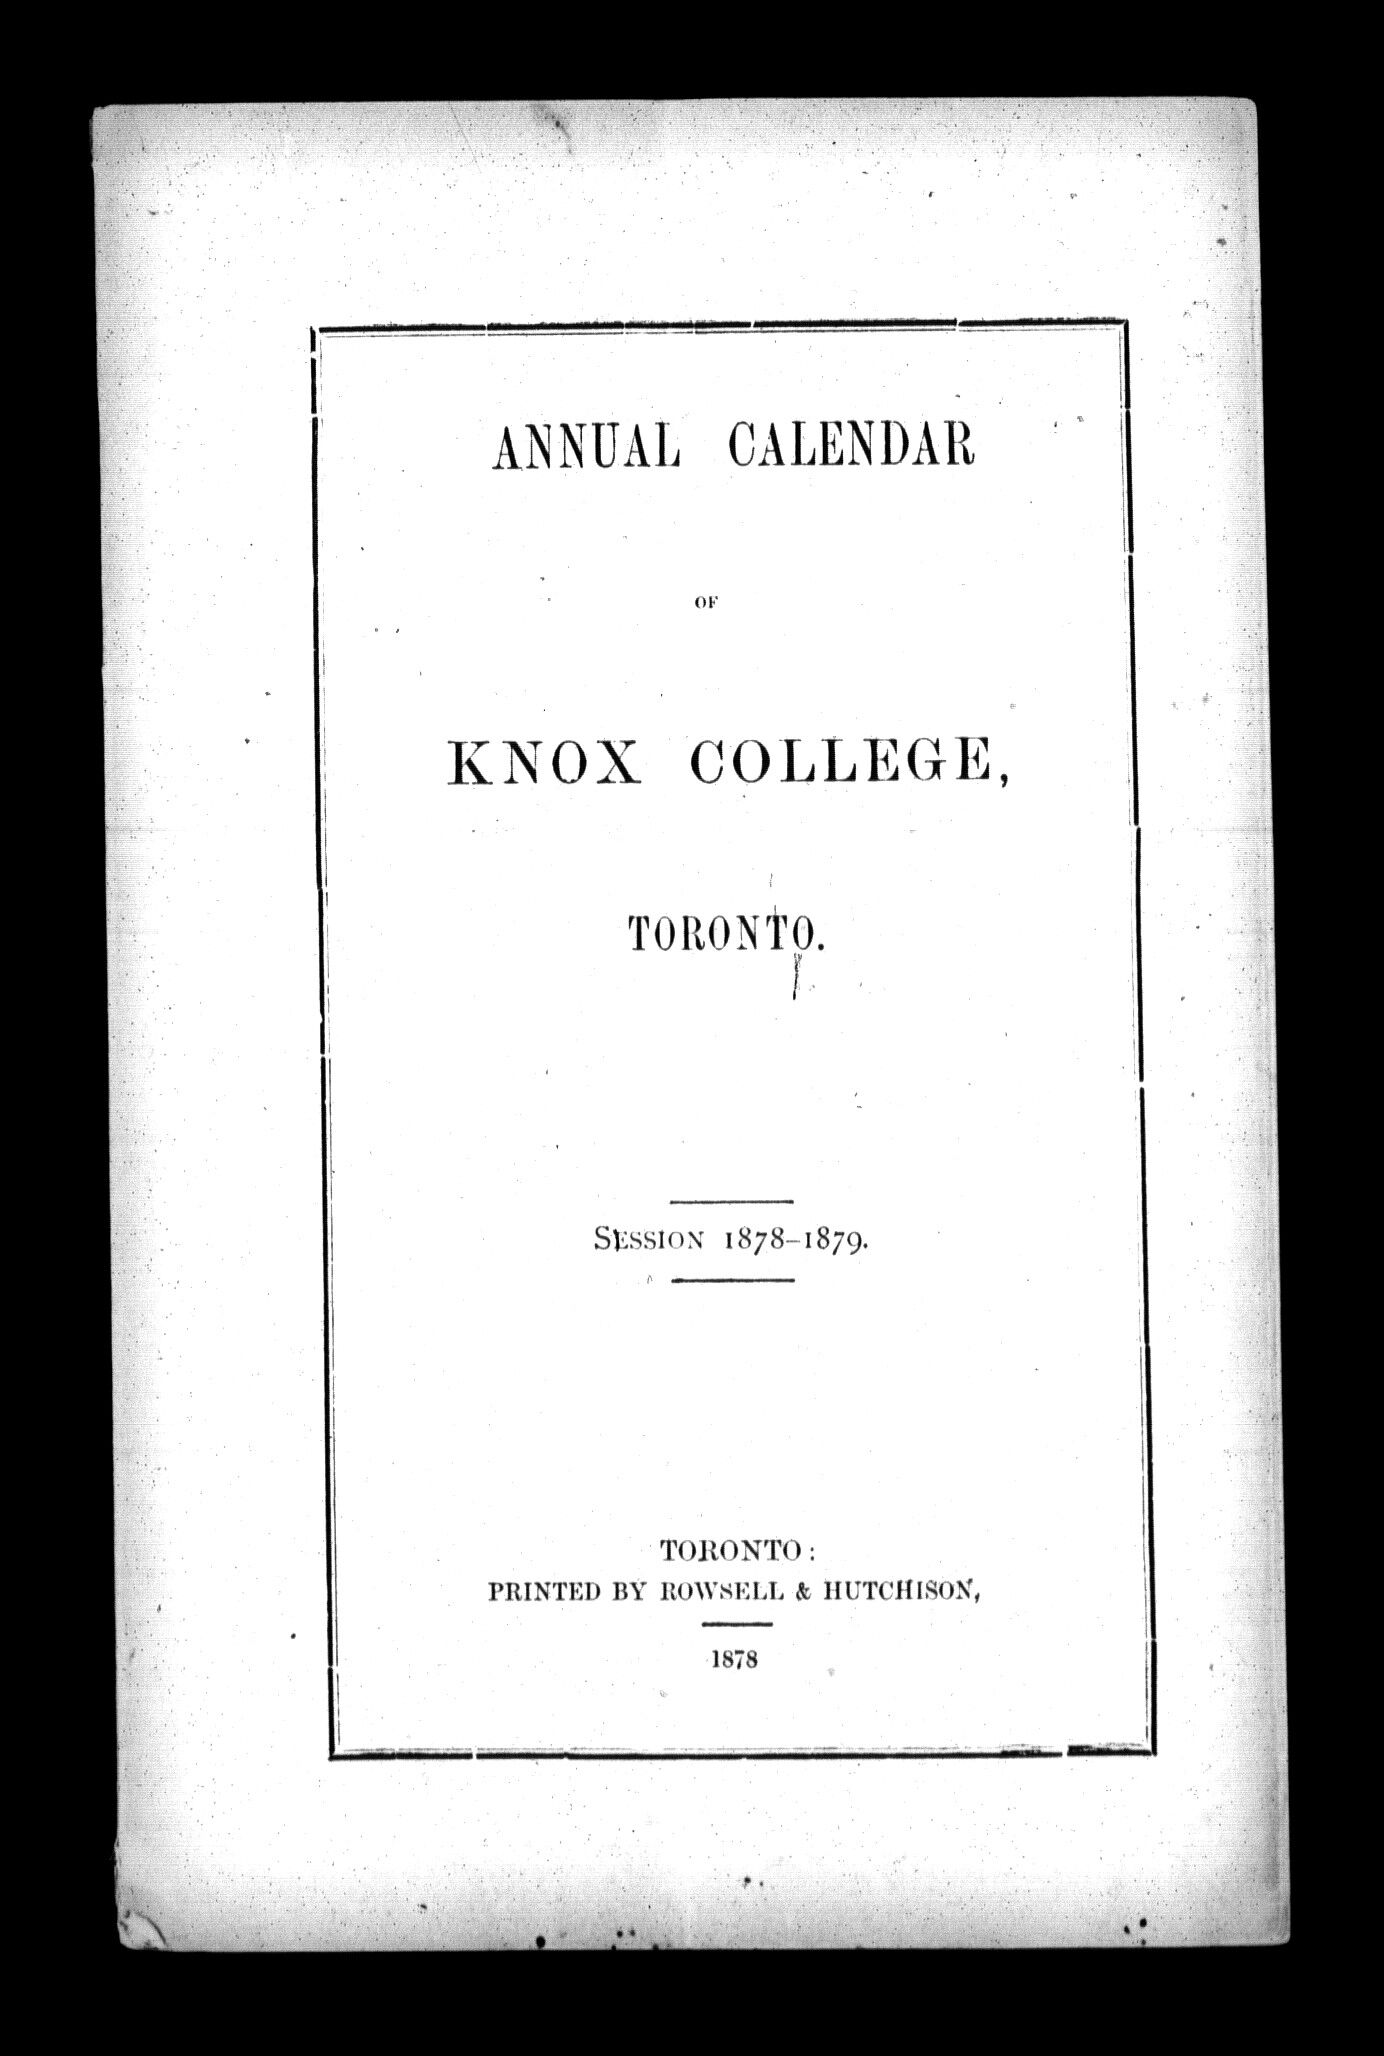 ANNUAL CALENDAR
OF
KNOX COLLEGE,
TORONTO.
SESSION 1878–1879.
TORONTO:
PRINTED BY ROWSELL & HUTCHISON,
1878